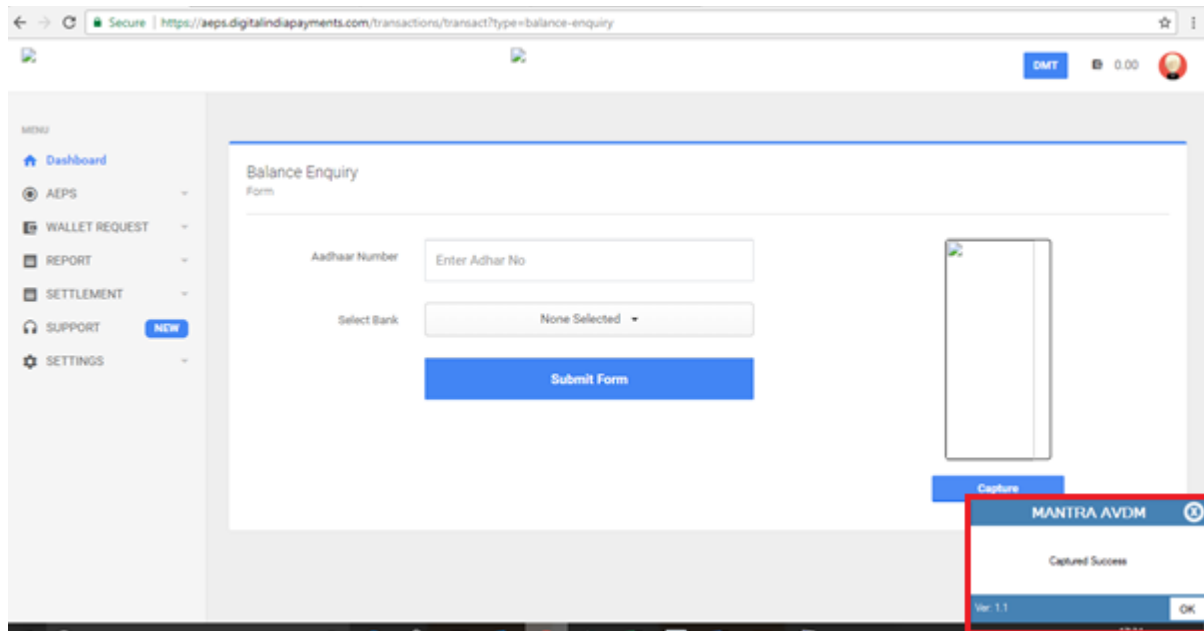 Secure | https://aeps.digitalindiapayments.com/transactions/transact?type=balance-enquiry
DMT 0.00
MENU
Dashboard
AEPS
WALLET REQUEST
REPORT
SETTLEMENT
SUPPORT NEW
SETTINGS
Balance Enquiry
Form
Aadhaar Number Enter Adhar No
Select Bank None Selected
Submit Form
Capture
MANTRA AVDM
Captured Success
Ver: 1.1 OK